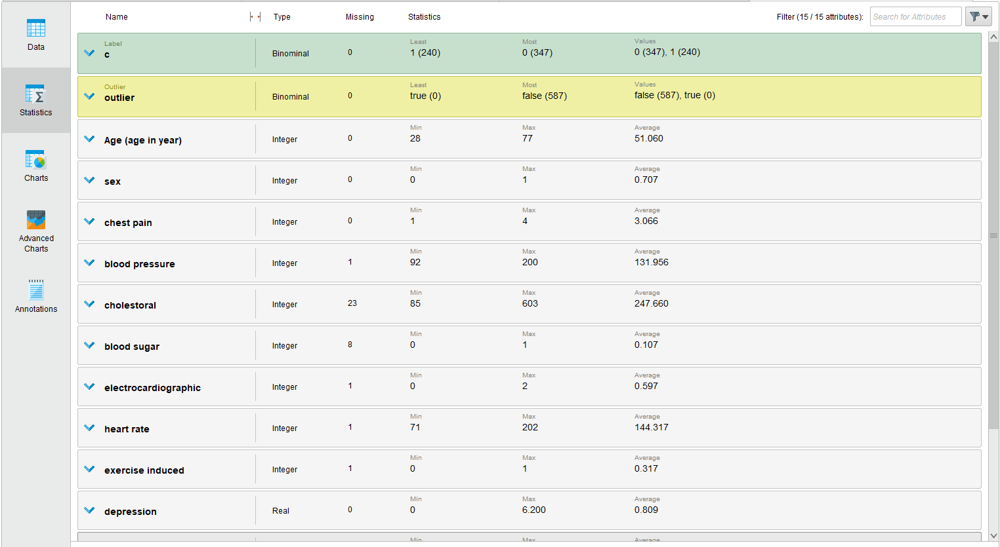 Data
Statistics
Charts
Advanced
Charts
Annotations
Name Type Missing Statistics Filter (15 / 15 attributes): Search for Attributes
Label Least Most Values
c Binominal 0 1 (240) 0 (347) 0 (347), 1 (240)
Outlier Least Most Values
outlier Binominal 0 true (0) false (587) false (587), true (0)
Min Max Average
Age (age in year) Integer 0 28 77 51.060
Min Max Average
sex Integer 0 0 1 0.707
Min Max Average
chest pain Integer 0 1 4 3.066
Min Max Average
blood pressure Integer 1 92 200 131.956
Min Max Average
cholestoral Integer 23 85 603 247.660
Min Max Average
blood sugar Integer 8 0 1 0.107
Min Max Average
electrocardiographic Integer 1 0 2 0.597
Min Max Average
heart rate Integer 1 71 202 144.317
Min Max Average
exercise induced Integer 1 0 1 0.317
Min Max Average
depression Real 0 0 6.200 0.809
Min Max Average